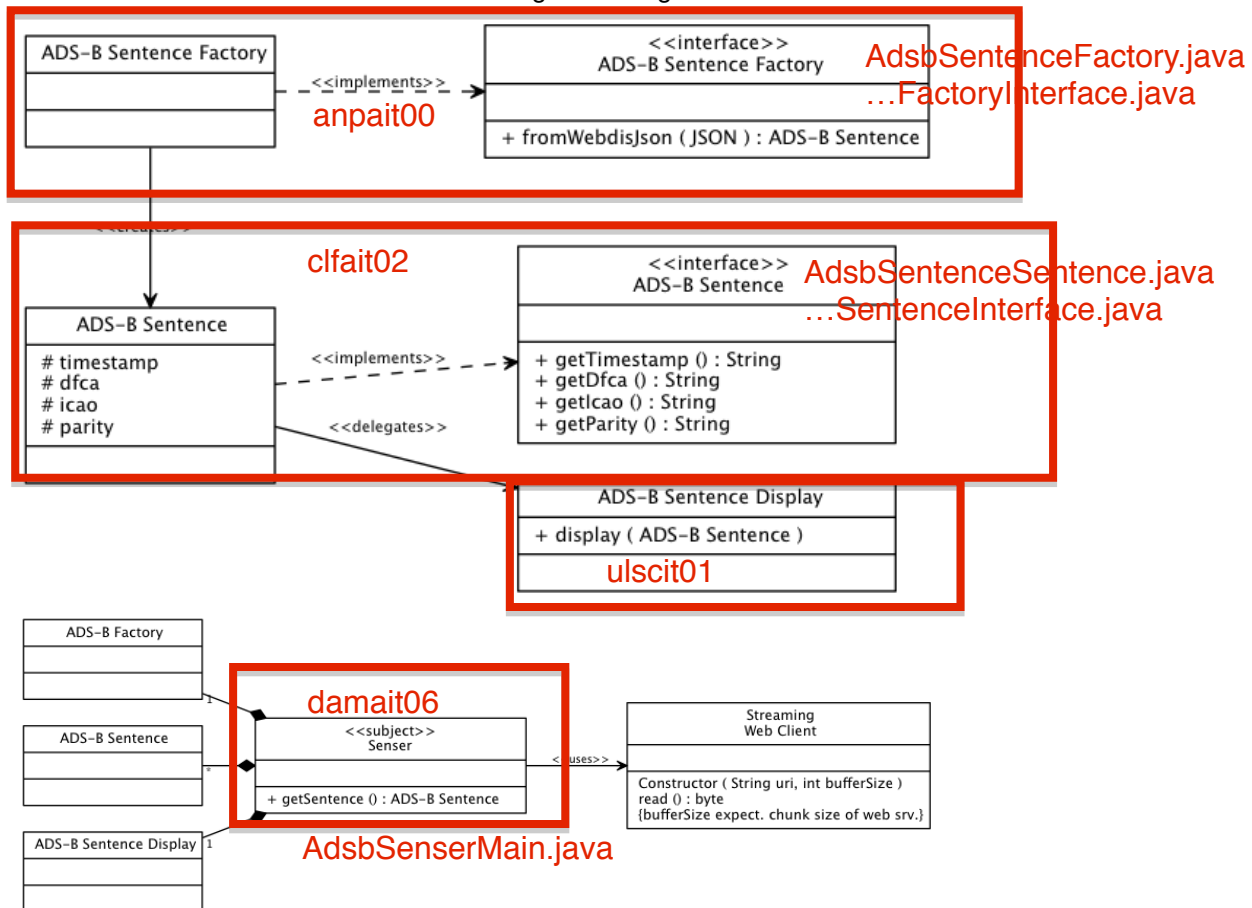 ADS-B Sentence Factory
<<implements>>
anpait00
<<interface>>
ADS-B Sentence Factory
+ fromWebdisJson ( JSON ) : ADS-B Sentence
AdsbSentenceFactory.java
…FactoryInterface.java
clfait02
ADS-B Sentence
# timestamp
# dfca
# icao
# parity
<<implements>>
<<delegates>>
<<interface>>
ADS-B Sentence
+ getTimestamp () : String
+ getDfca () : String
+ getIcao () : String
+ getParity () : String
AdsbSentenceSentence.java
…SentenceInterface.java
ADS-B Sentence Display
+ display ( ADS-B Sentence )
ulscit01
ADS-B Factory
1
ADS-B Sentence
*
ADS-B Sentence Display
1
damait06
<<subject>>
Senser
+ getSentence () : ADS-B Sentence
AdsbSenserMain.java
Streaming
Web Client
Constructor ( String uri, int bufferSize )
read () : byte
{bufferSize expect. chunk size of web srv.}